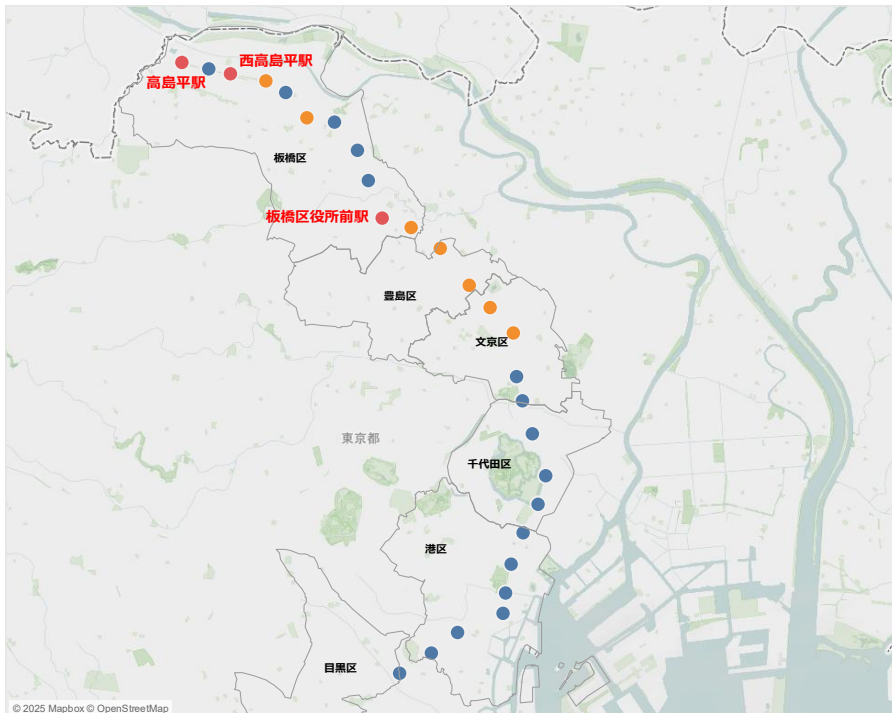 西高島平駅
高島平駅
板橋区
板橋区役所前駅
豊島区
文京区
東京都
千代田区
港区
目黒区
© 2025 Mapbox © OpenStreetMap